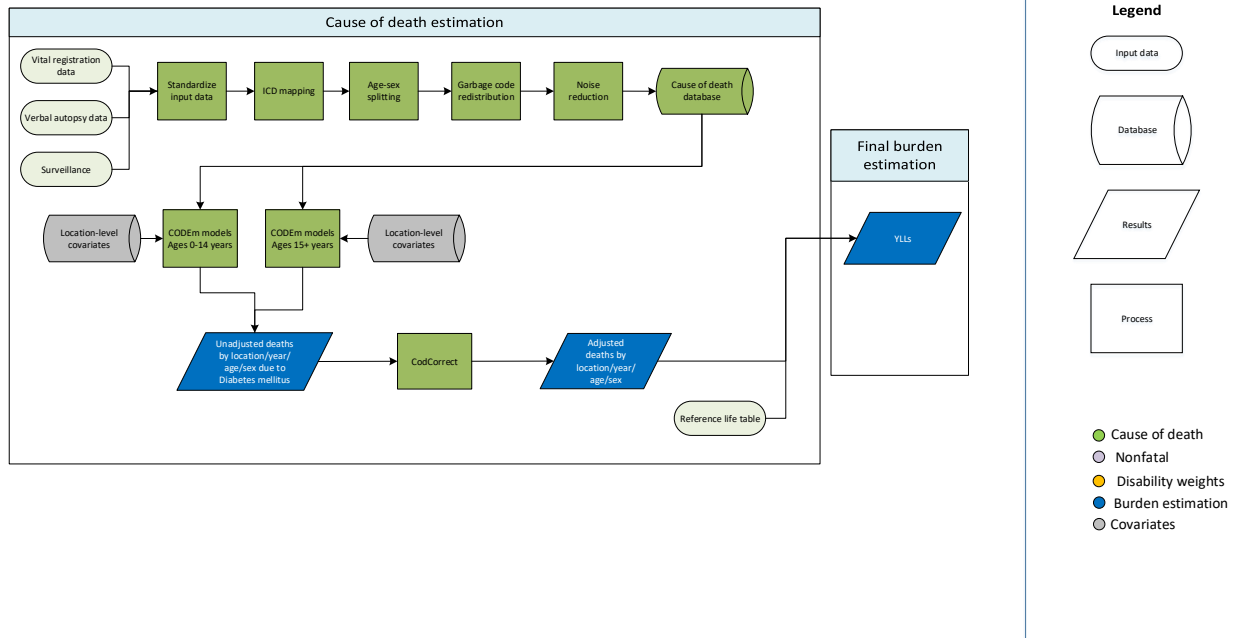 Cause of death estimation
Vital registration
data
Verbal autopsy data
Surveillance
Standardize
input data
ICD mapping
Age-sex
splitting
Garbage code
redistribution
Noise
reduction
Cause of death
database
Location-level
covariates
CODEm models
Ages 0-14 years
CODEm models
Ages 15+ years
Location-level
covariates
Unadjusted deaths
by location/year/
age/sex due to
Diabetes mellitus
CodCorrect
Adjusted
deaths by
location/year/
age/sex
Reference life table
Final burden
estimation
YLLs
Legend
Input data
Database
Results
Process
Cause of death
Nonfatal
Disability weights
Burden estimation
Covariates